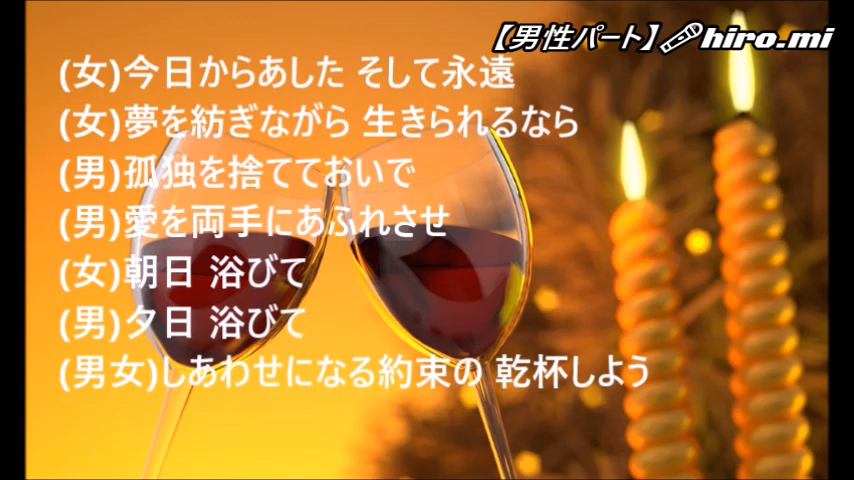 【男性パート】🎤hiro.mi
(女)今日からあした そして永遠
(女)夢を紡ぎながら 生きられるなら
(男)孤独を捨てておいで
(男)愛を両手にあふれさせ
(女)朝日 浴びて
(男)夕日 浴びて
(男女)しあわせになる約束の 乾杯しよう